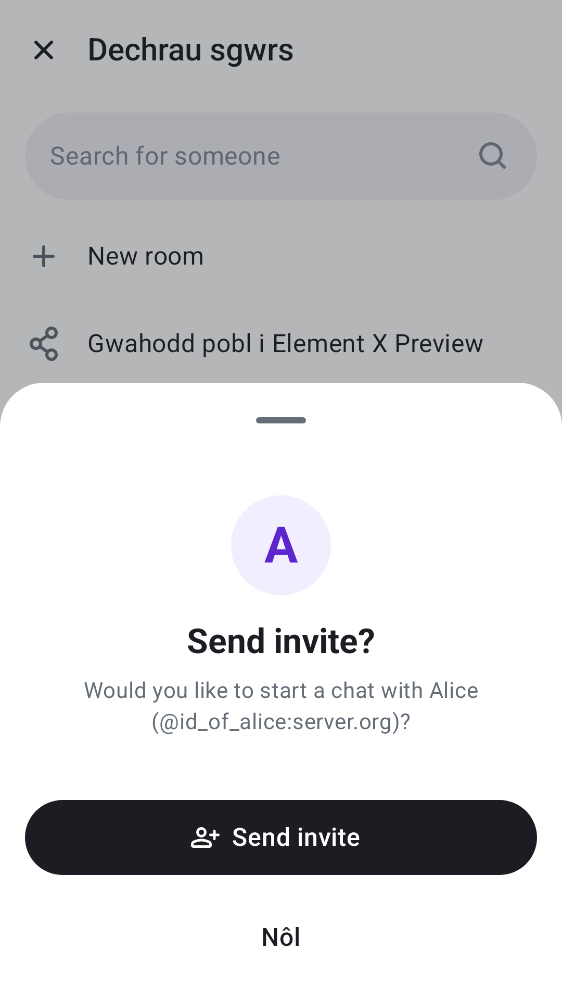 Dechrau sgwrs
Search for someone
New room
Gwahodd pobl i Element X Preview
A
Send invite?
Would you like to start a chat with Alice
(@id_of_alice:server.org)?
Send invite
Nôl